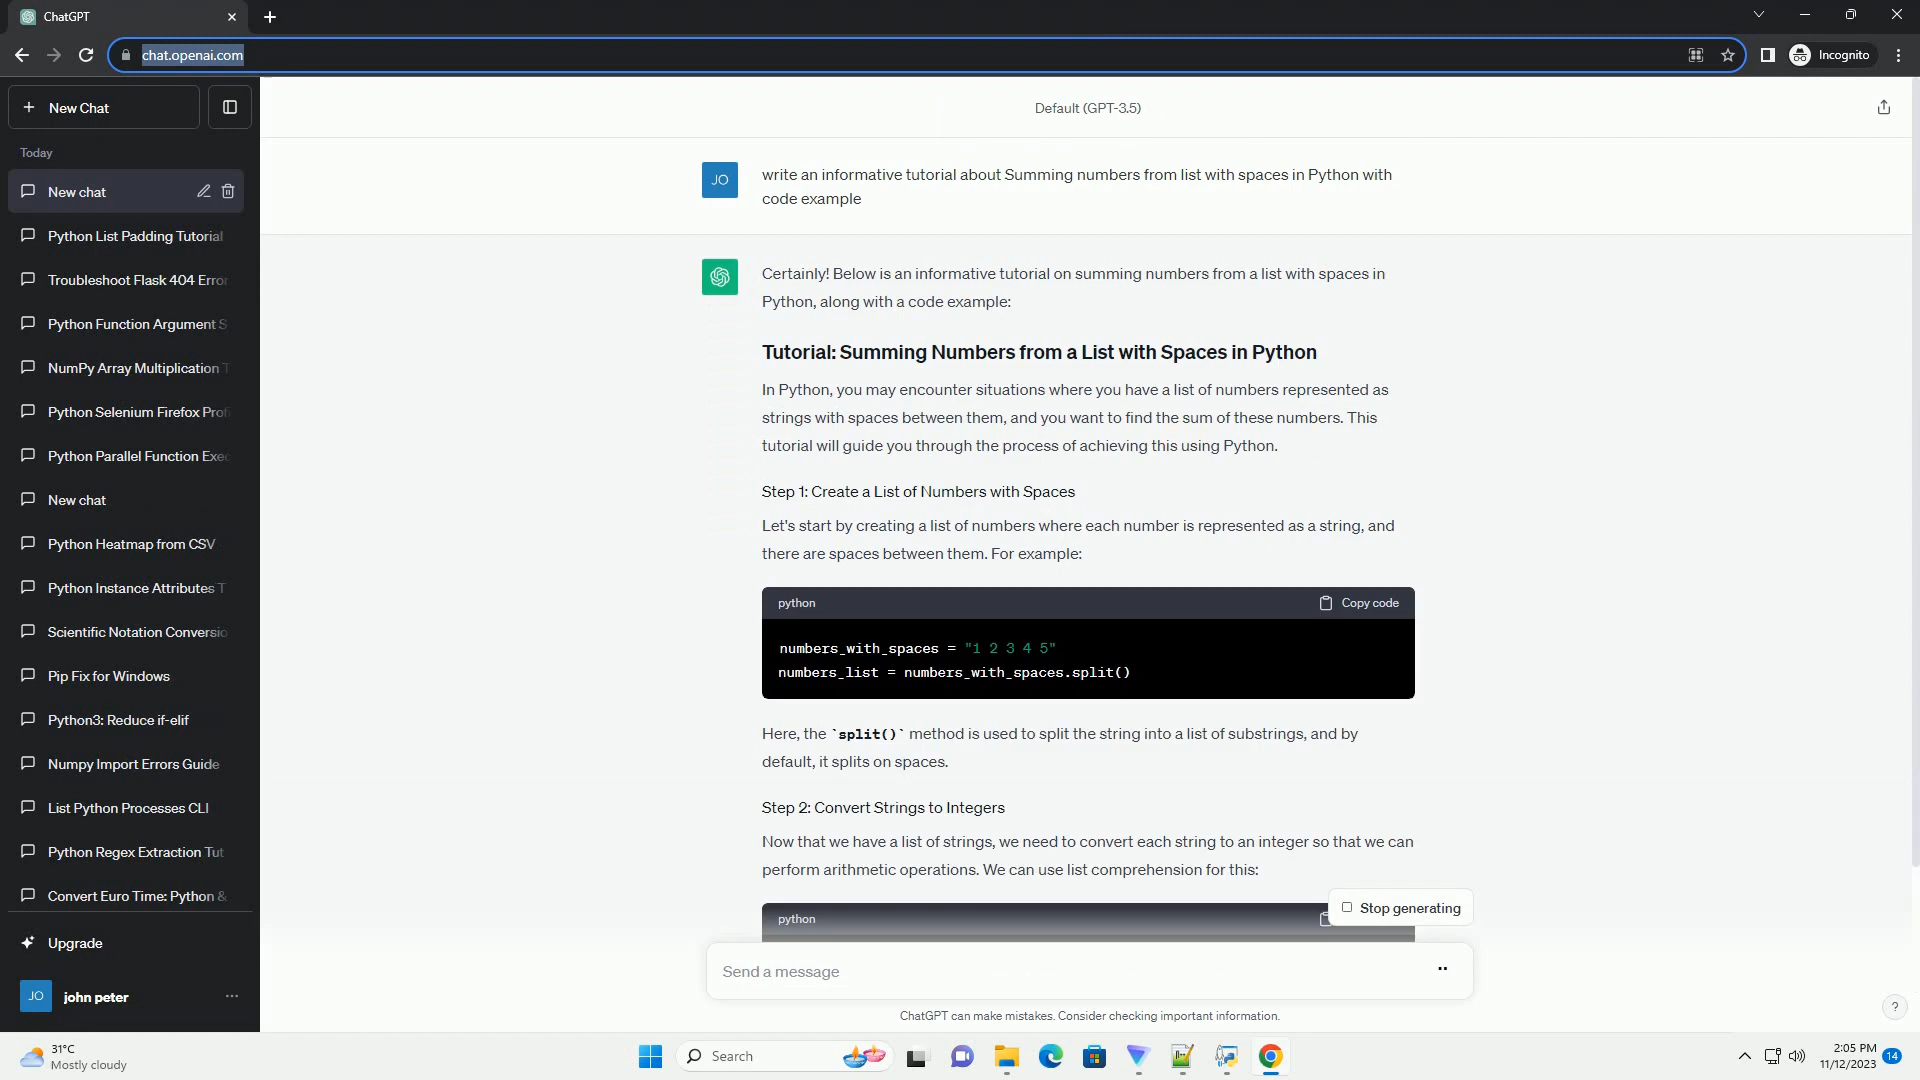 ChatGPT
chat.openai.com
Incognito
New Chat
Default (GPT-3.5)
Today
New chat
Python List Padding Tutorial
Troubleshoot Flask 404 Error
Python Function Argument S
NumPy Array Multiplication T
Python Selenium Firefox Prof
Python Parallel Function Exec
New chat
Python Heatmap from CSV
Python Instance Attributes T
Scientific Notation Conversio
Pip Fix for Windows
Python3: Reduce if-elif
Numpy Import Errors Guide
List Python Processes CLI
Python Regex Extraction Tut
Convert Euro Time: Python &
Upgrade
JO
john peter
JO
write an informative tutorial about Summing numbers from list with spaces in Python with
code example
Certainly! Below is an informative tutorial on summing numbers from a list with spaces in
Python, along with a code example:
Tutorial: Summing Numbers from a List with Spaces in Python
In Python, you may encounter situations where you have a list of numbers represented as
strings with spaces between them, and you want to find the sum of these numbers. This
tutorial will guide you through the process of achieving this using Python.
Step 1: Create a List of Numbers with Spaces
Let's start by creating a list of numbers where each number is represented as a string, and
there are spaces between them. For example:
python
Copy code
numbers_with_spaces = "1 2 3 4 5"
numbers_list = numbers_with_spaces.split()
Here, the `split()` method is used to split the string into a list of substrings, and by
default, it splits on spaces.
Step 2: Convert Strings to Integers
Now that we have a list of strings, we need to convert each string to an integer so that we can
perform arithmetic operations. We can use list comprehension for this:
python
Stop generating
Send a message
ChatGPT can make mistakes. Consider checking important information.
?
31°C
Mostly cloudy
Search
2:05 PM
11/12/2023
14